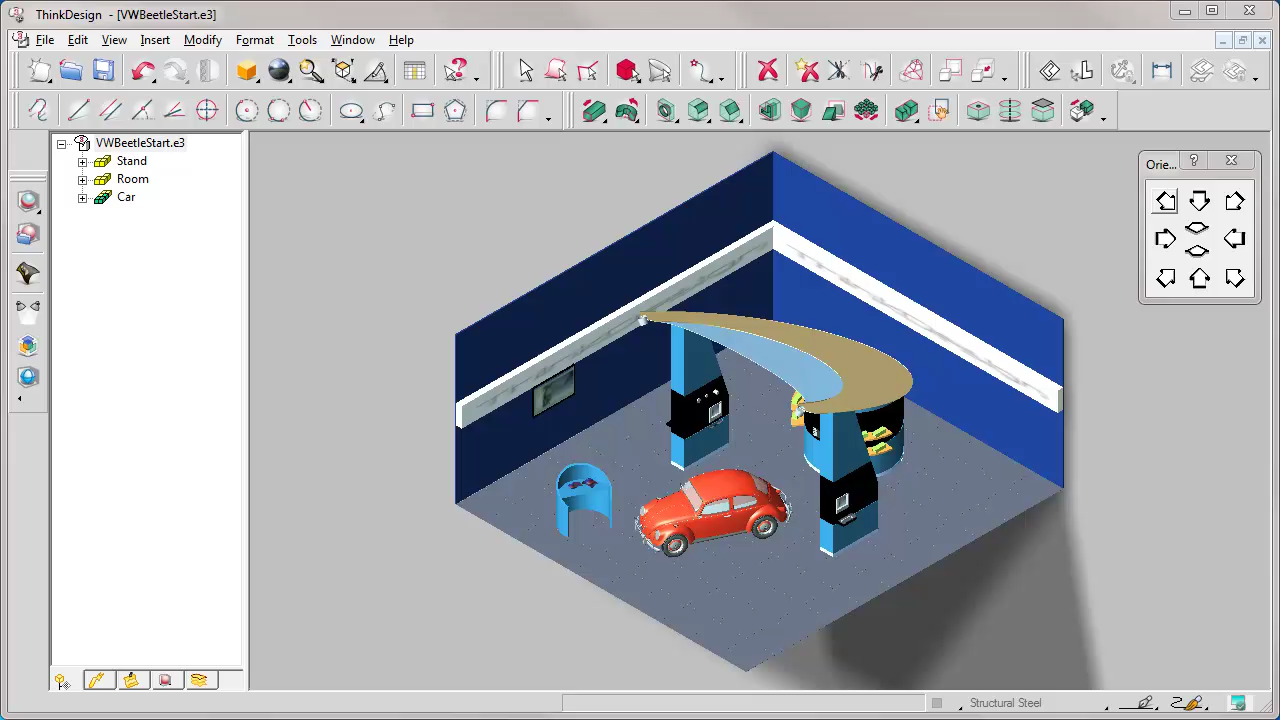 ThinkDesign - [VWBeetleStart.e3]
File Edit View Insert Modify Format Tools Window Help
VWBeetleStart.e3
Stand
Room
Car
Orie...
Structural Steel